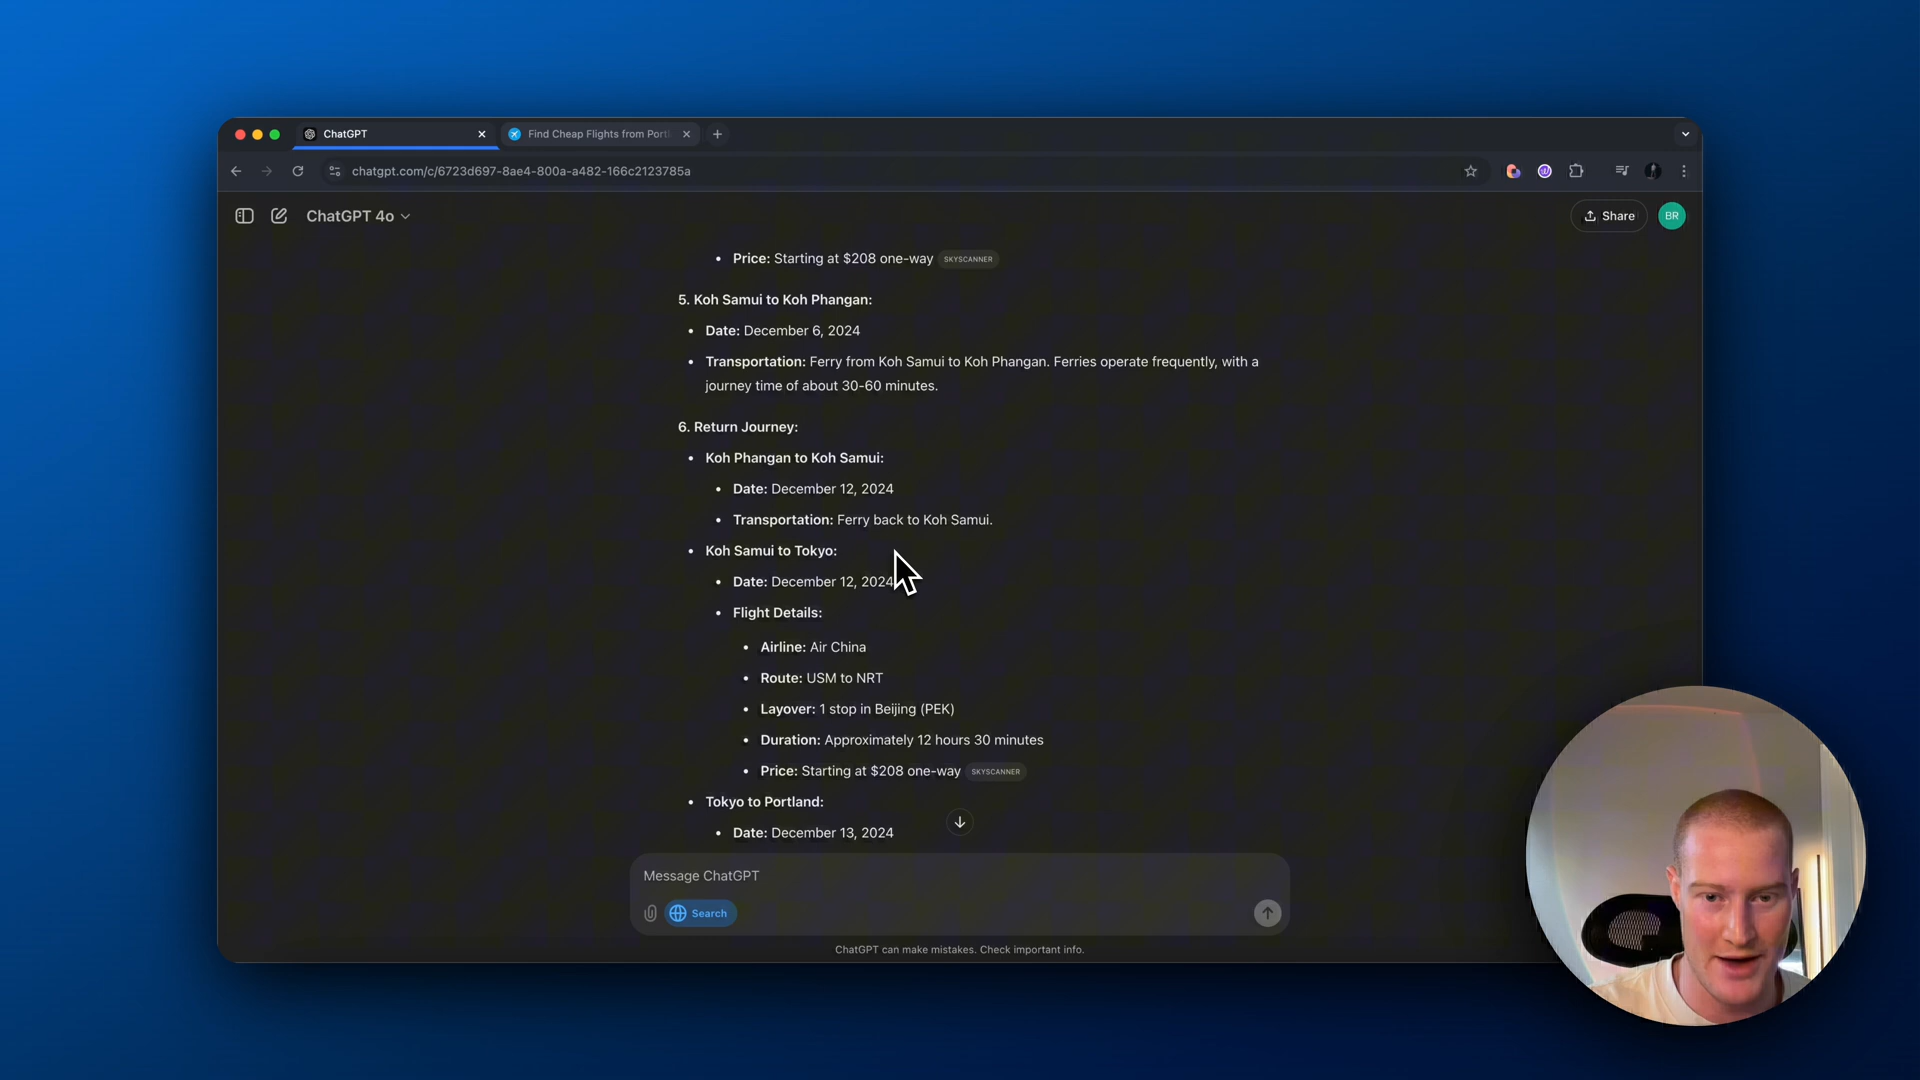 ChatGPT
Find Cheap Flights from Portl
chatgpt.com/c/6723d697-8ae4-800a-a482-166c2123785a
ChatGPT 4o
Share
BR
• Price: Starting at $208 one-way SKYSCANNER
5. Koh Samui to Koh Phangan:
• Date: December 6, 2024
• Transportation: Ferry from Koh Samui to Koh Phangan. Ferries operate frequently, with a
journey time of about 30-60 minutes.
6. Return Journey:
• Koh Phangan to Koh Samui:
• Date: December 12, 2024
• Transportation: Ferry back to Koh Samui.
• Koh Samui to Tokyo:
• Date: December 12, 2024
• Flight Details:
• Airline: Air China
• Route: USM to NRT
• Layover: 1 stop in Beijing (PEK)
• Duration: Approximately 12 hours 30 minutes
• Price: Starting at $208 one-way SKYSCANNER
• Tokyo to Portland:
• Date: December 13, 2024
Message ChatGPT
Search
ChatGPT can make mistakes. Check important info.